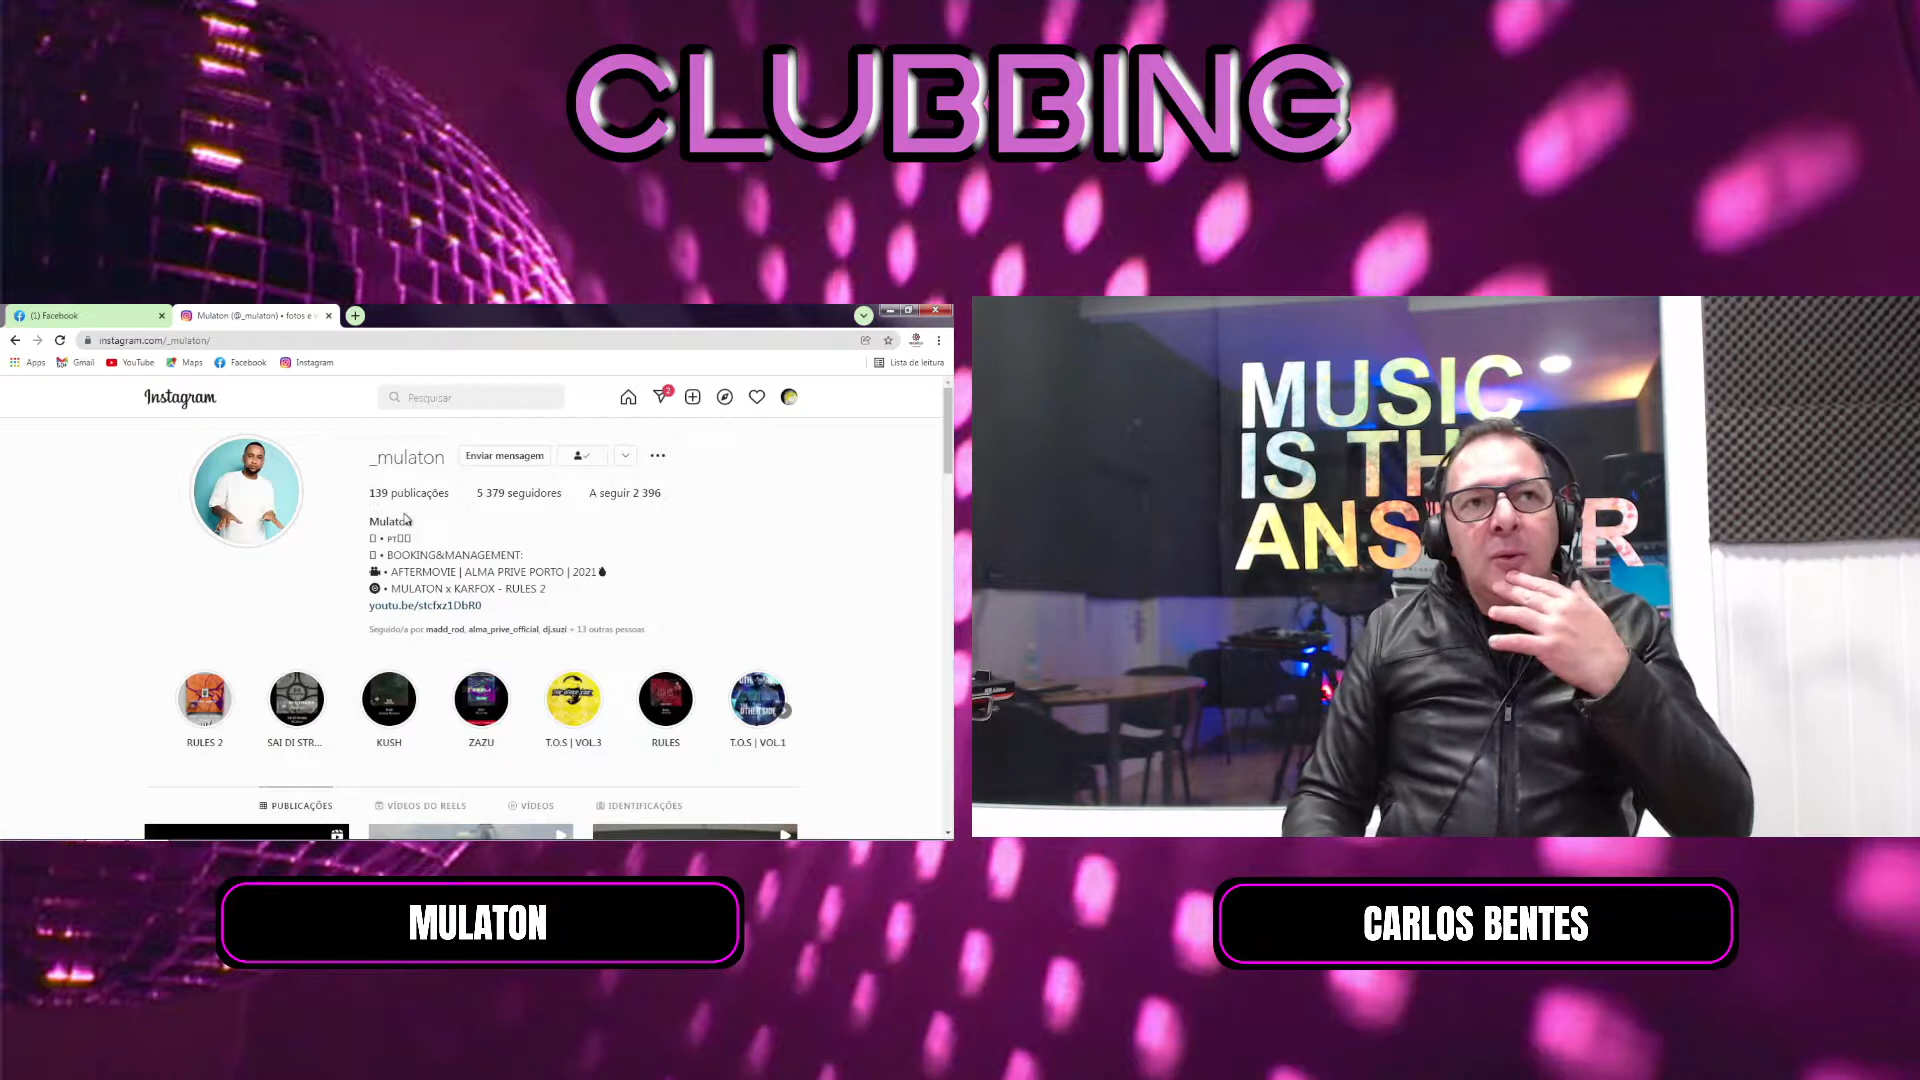 CLUBBING
(1) Facebook
Mulaton (@_mulaton) • fotos e v
instagram.com/_mulaton/
Apps
Gmail
YouTube
Maps
Facebook
Instagram
Lista de leitura
Instagram
Pesquisar
2
_mulaton
Enviar mensagem
139 publicações
5 379 seguidores
A seguir 2 396
Mulaton
• PT
• BOOKING&MANAGEMENT:
• AFTERMOVIE | ALMA PRIVE PORTO | 2021
• MULATON x KARFOX - RULES 2
youtu.be/stcfxz1DbR0
Seguido/a por madd_rod, alma_prive_official, dj.suzi + 13 outras pessoas
RULES 2
SAI DI STR...
KUSH
ZAZU
T.O.S | VOL.3
RULES
T.O.S | VOL.1
PUBLICAÇÕES
VÍDEOS DO REELS
VÍDEOS
IDENTIFICAÇÕES
MUSIC
IS TH
ANS R
MULATON
CARLOS BENTES